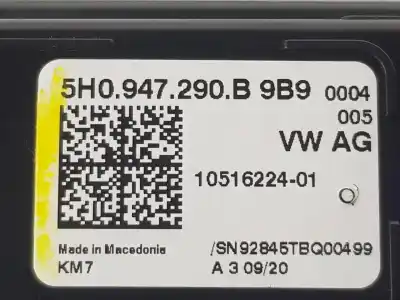 5H0.947.290.B 9B9 0004
005
VW AG
10516224-01
Made in Macedonia /SN92845TBQ00499
KM7 A 3 09/20